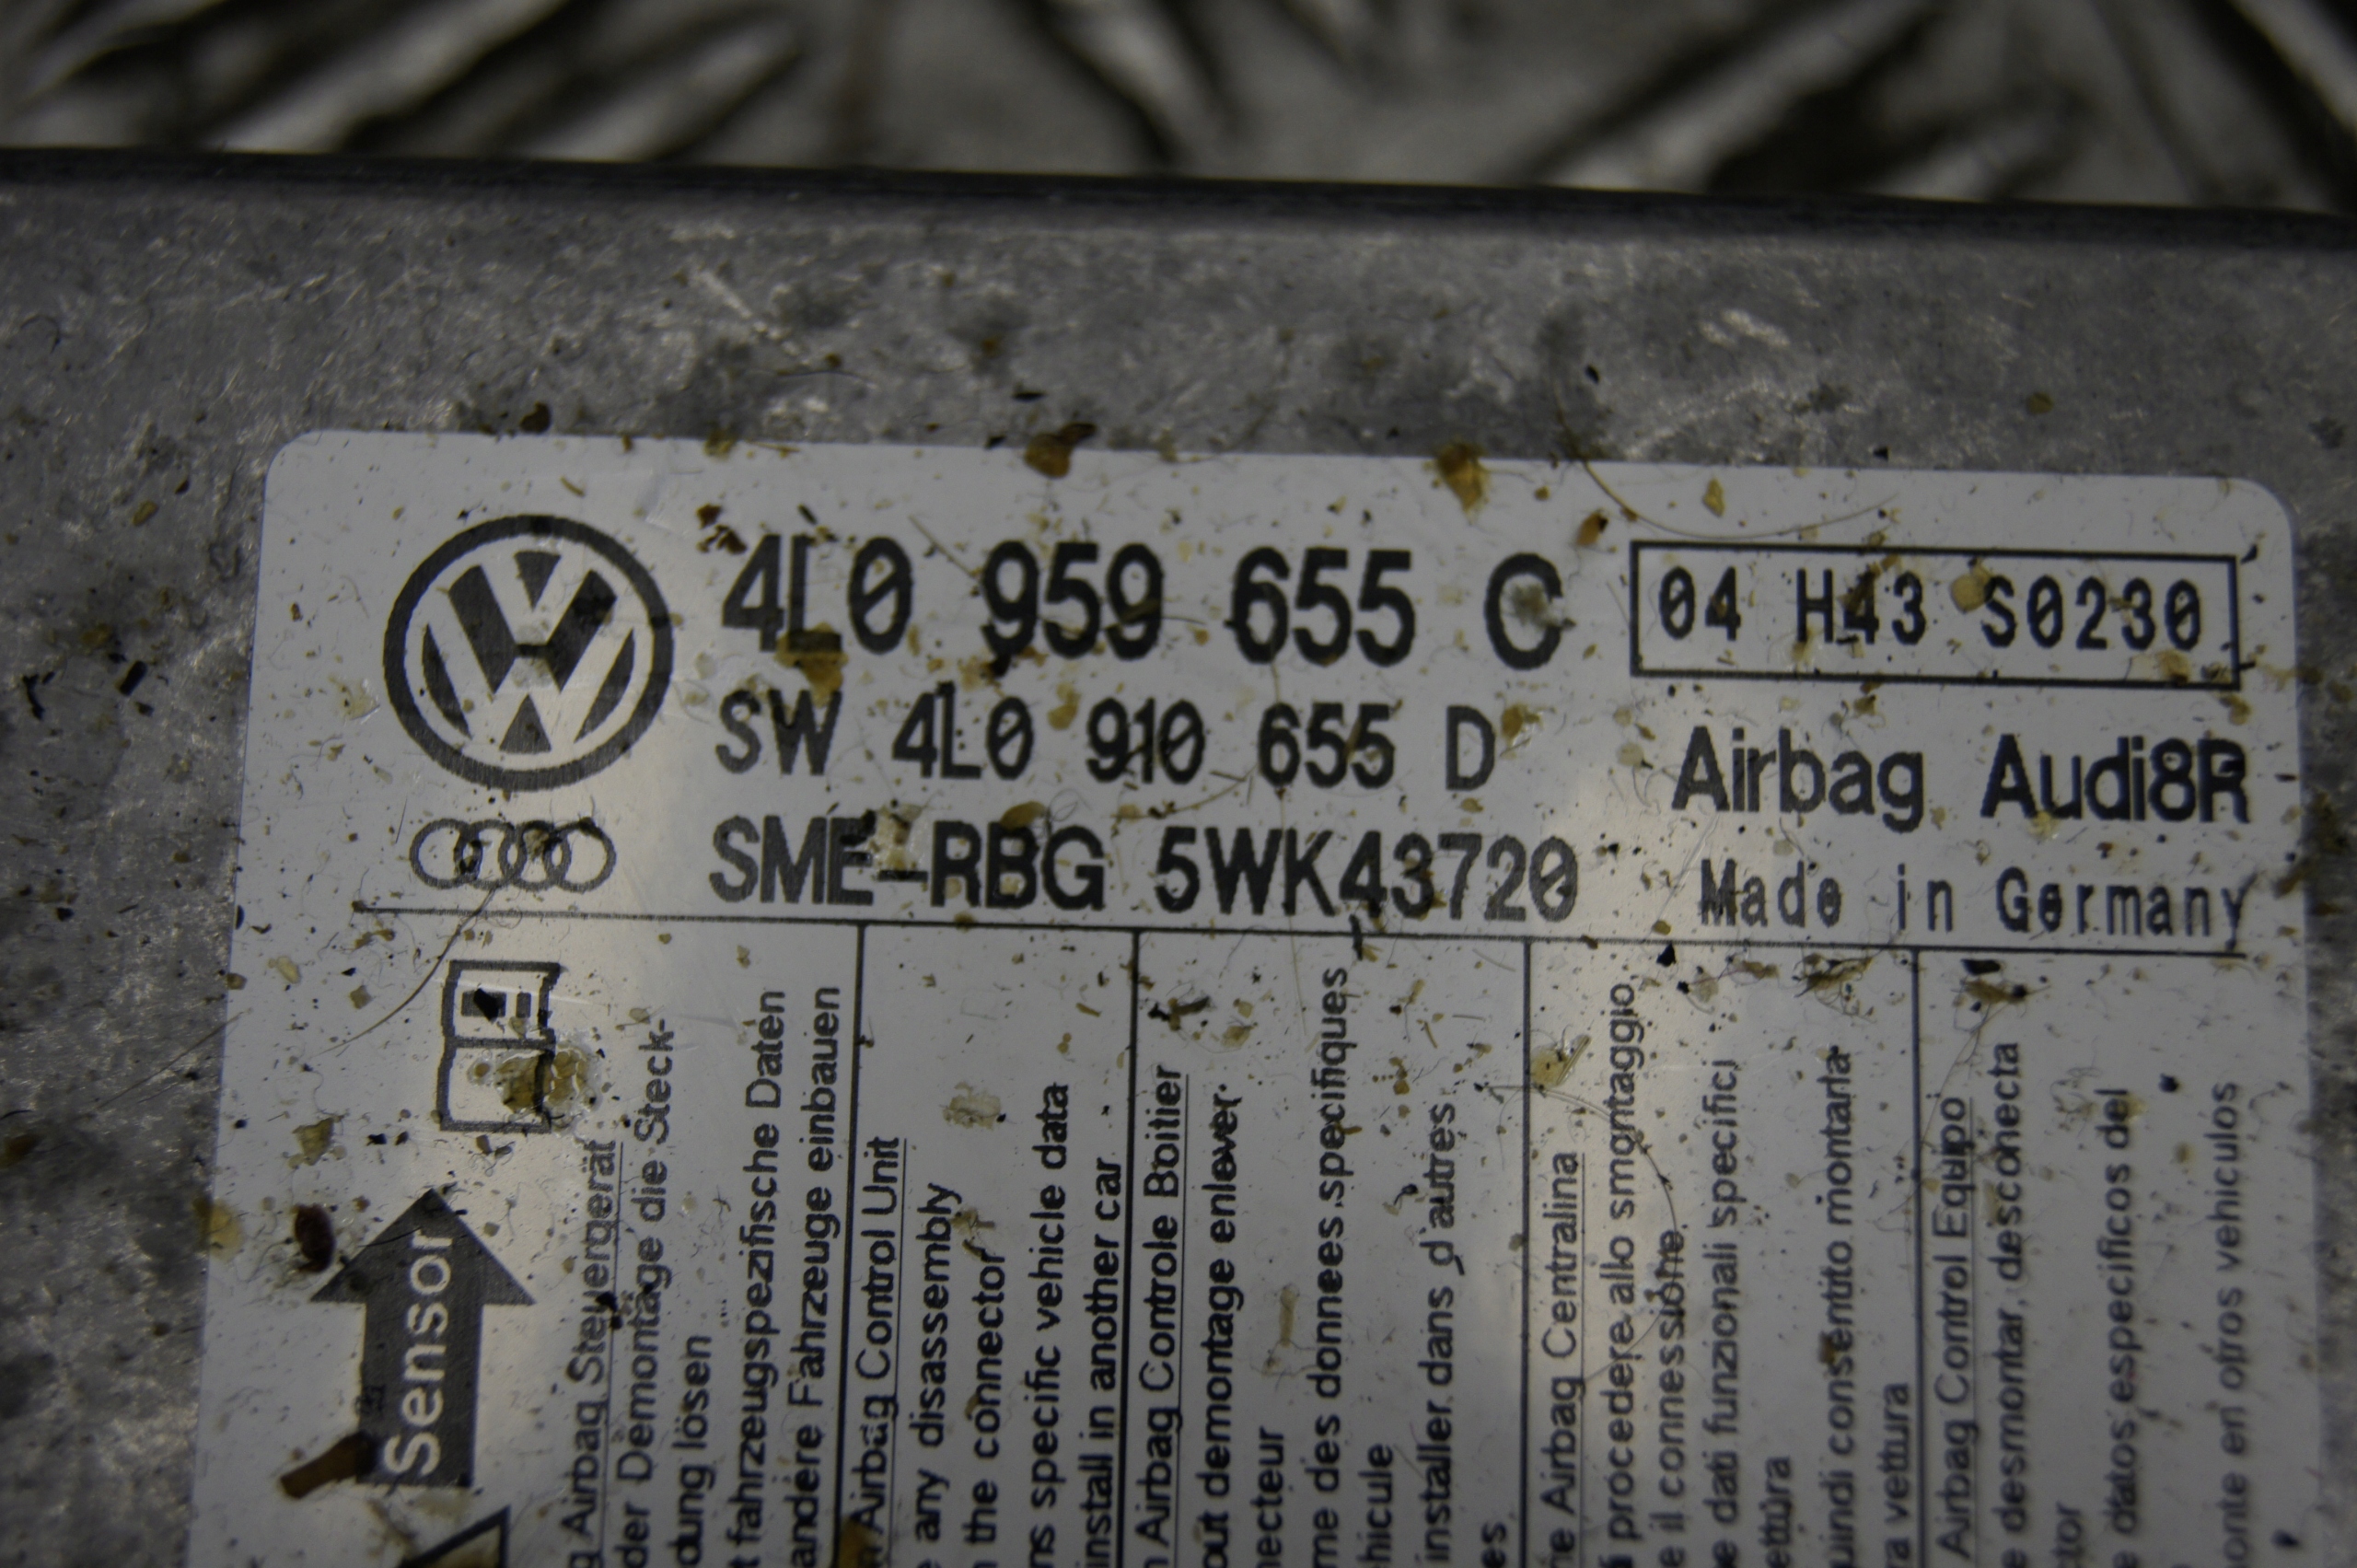 4L0 959 655 C
04 H43 S0230
SW 4L0 910 655 D
Airbag Audi8R
SME-RBG 5WK43720
Made in Germany
Sensor
Airbag Steuergerät
der Demontage die Steck-
dung lösen
fahrzeugspezifische Daten
andere Fahrzeuge einbauen
Airbag Control Unit
any disassembly
the connector
specific vehicle data
install in another car
Airbag Controle Boitier
demontage enlever
des donnees specifiques
installer dans d'autres
Airbag Centralina
procedere allo smontaggio,
il connessione
dati funzionali specifici
vettura
consentito montarla
vettura
Airbag Control Equipo
desmontar, desconecta
datos especificos del
en otros vehiculos